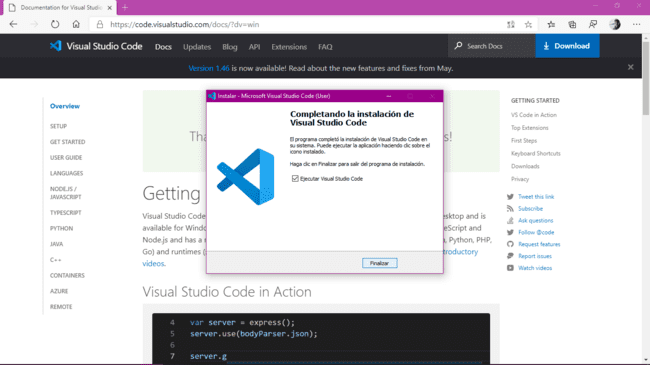 Documentation for Visual Studio
https://code.visualstudio.com/docs/?dv=win
Visual Studio Code
Docs
Updates
Blog
API
Extensions
FAQ
Search Docs
Download
Version 1.46 is now available! Read about the new features and fixes from May.
Overview
SETUP
GET STARTED
USER GUIDE
LANGUAGES
NODE.JS /
JAVASCRIPT
TYPESCRIPT
PYTHON
JAVA
C++
CONTAINERS
AZURE
REMOTE
Instalar - Microsoft Visual Studio Code (User)
Completando la instalación de
Visual Studio Code
El programa completó la instalación de Visual Studio Code en
su sistema. Puede ejecutar la aplicación haciendo clic sobre el
icono instalado.
Haga clic en Finalizar para salir del programa de instalación.
Ejecutar Visual Studio Code
Finalizar
Getting
Visual Studio Code
available for Windo
Node.js and has a
Go) and runtimes (
videos.
sktop and is
eScript and
, Python, PHP,
troductory
Visual Studio Code in Action
4 var server = express();
5 server.use(bodyParser.json);
6
7 server.g
GETTING STARTED
VS Code in Action
Top Extensions
First Steps
Keyboard Shortcuts
Downloads
Privacy
Tweet this link
Subscribe
Ask questions
Follow @code
Request features
Report issues
Watch videos